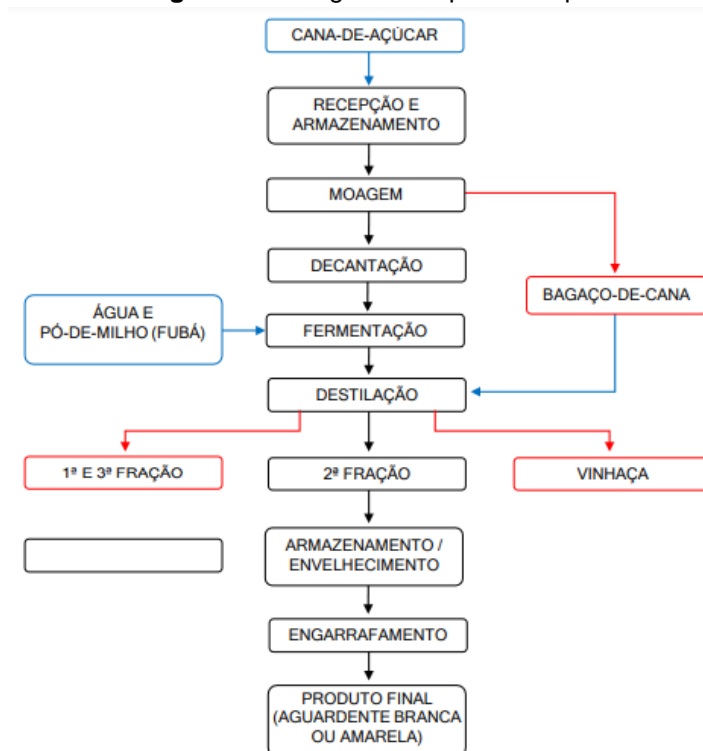 CANA-DE-AÇÚCAR
RECEPÇÃO E
ARMAZENAMENTO
MOAGEM
DECANTAÇÃO
BAGAÇO-DE-CANA
ÁGUA E
PÓ-DE-MILHO (FUBÁ)
FERMENTAÇÃO
DESTILAÇÃO
1ª E 3ª FRAÇÃO
2ª FRAÇÃO
VINHAÇA
ARMAZENAMENTO /
ENVELHECIMENTO
ENGARRAFAMENTO
PRODUTO FINAL
(AGUARDENTE BRANCA
OU AMARELA)